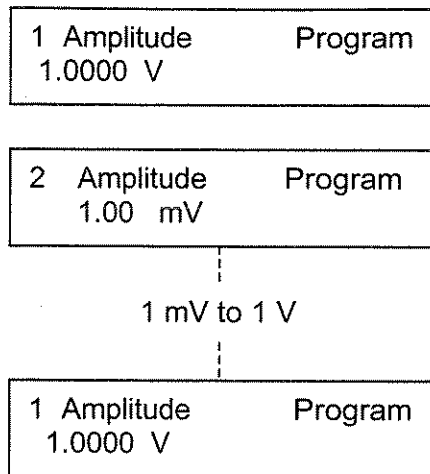 1 Amplitude Program
1.0000 V
2 Amplitude Program
1.00 mV
1 mV to 1 V
1 Amplitude Program
1.0000 V